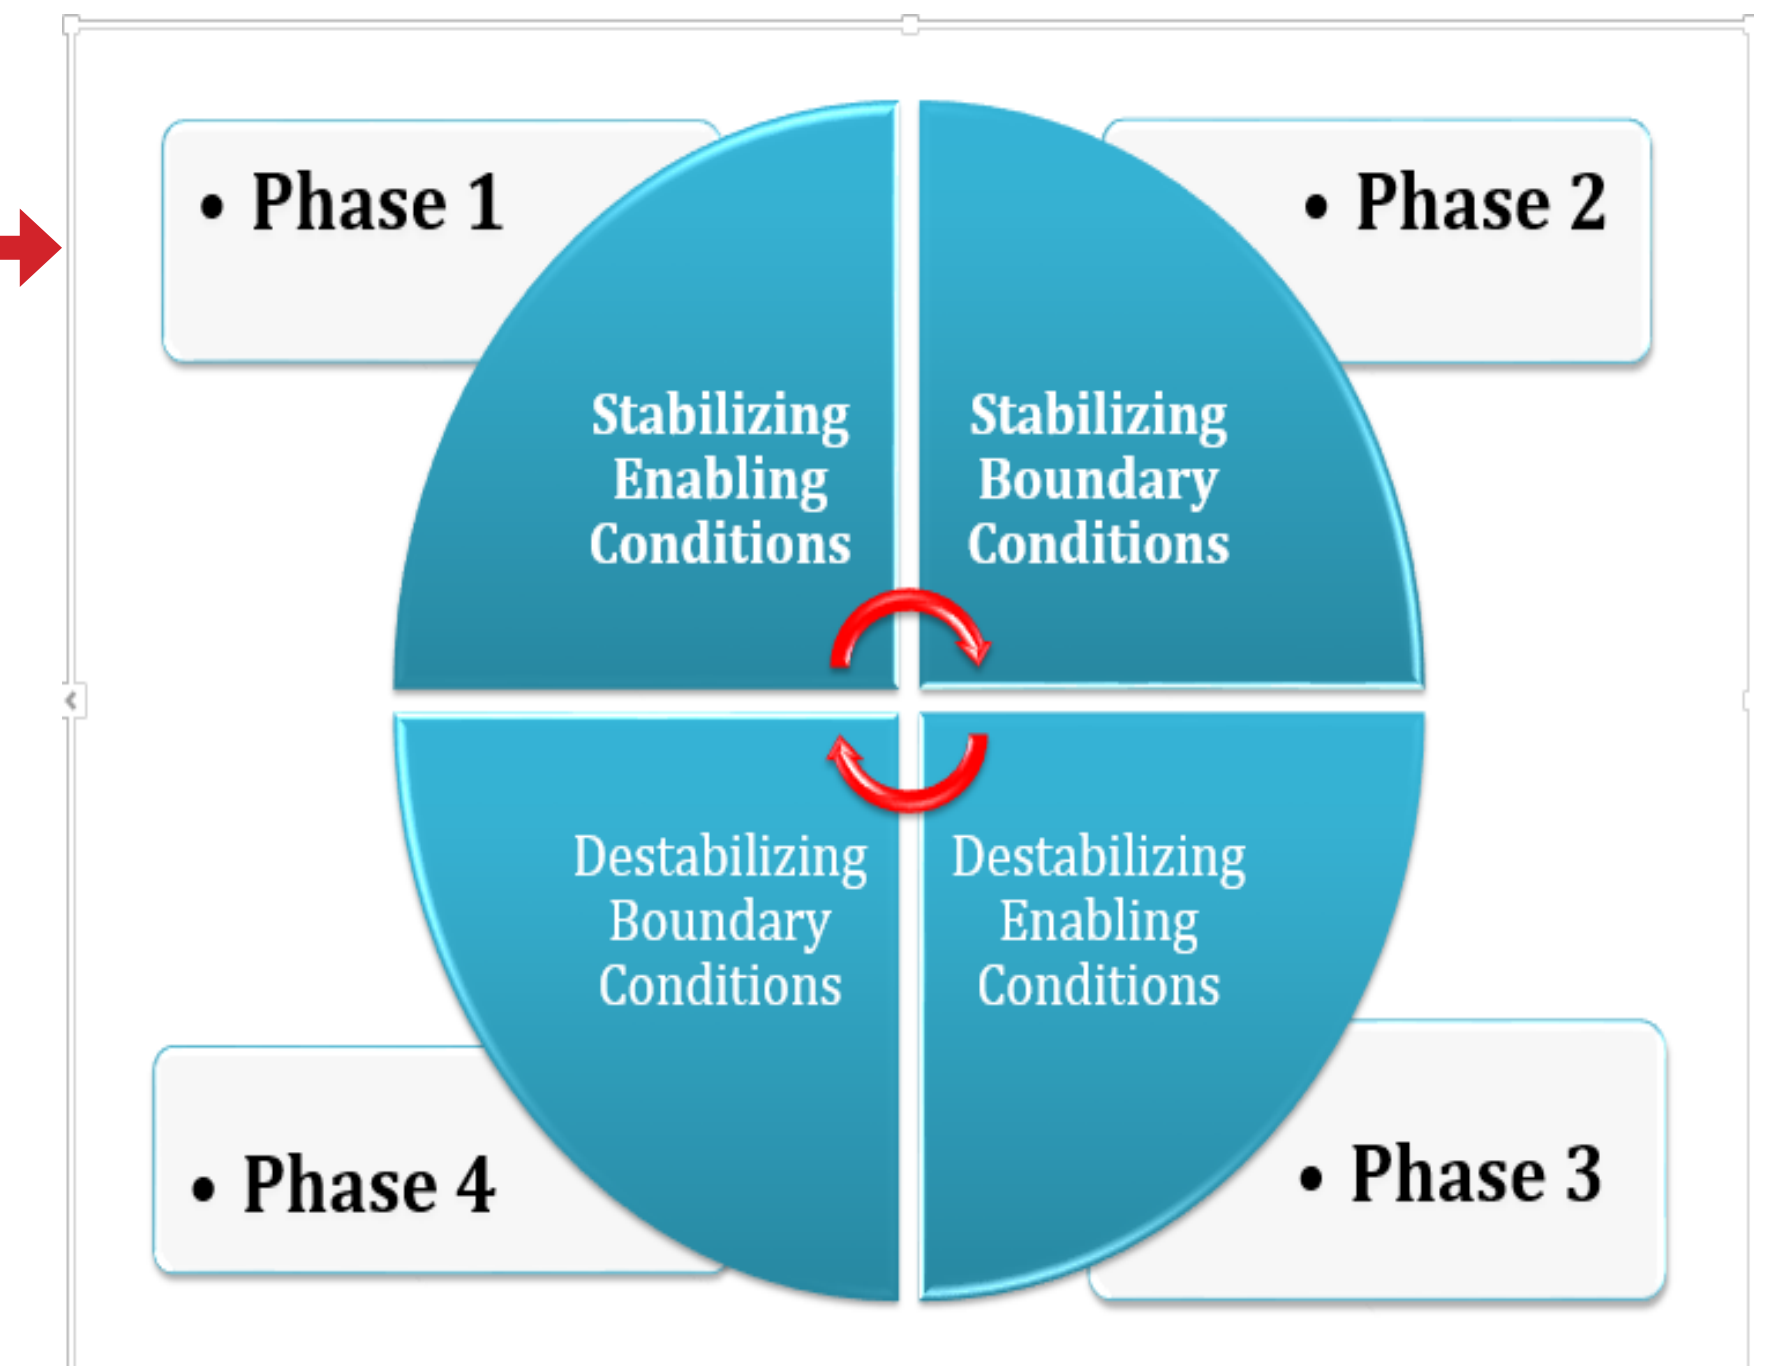 • Phase 1
• Phase 2
Stabilizing
Enabling
Conditions
Stabilizing
Boundary
Conditions
Destabilizing
Boundary
Conditions
Destabilizing
Enabling
Conditions
• Phase 4
• Phase 3